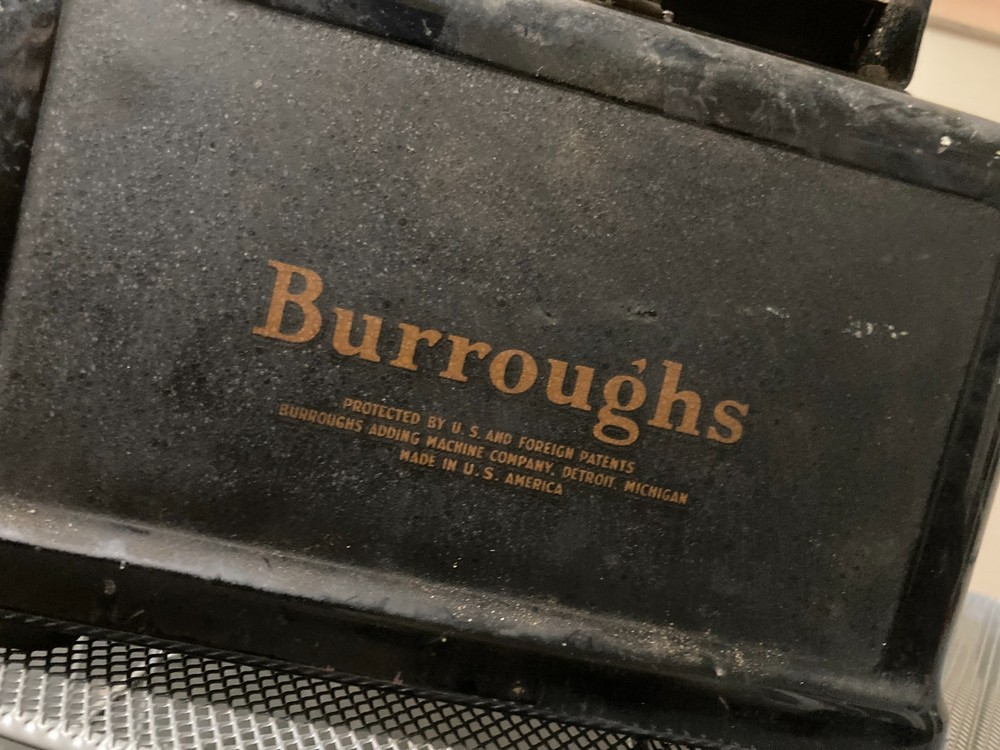 Burroughs
PROTECTED BY U.S. AND FOREIGN PATENTS
BURROUGHS ADDING MACHINE COMPANY, DETROIT, MICHIGAN
MADE IN U.S. AMERICA